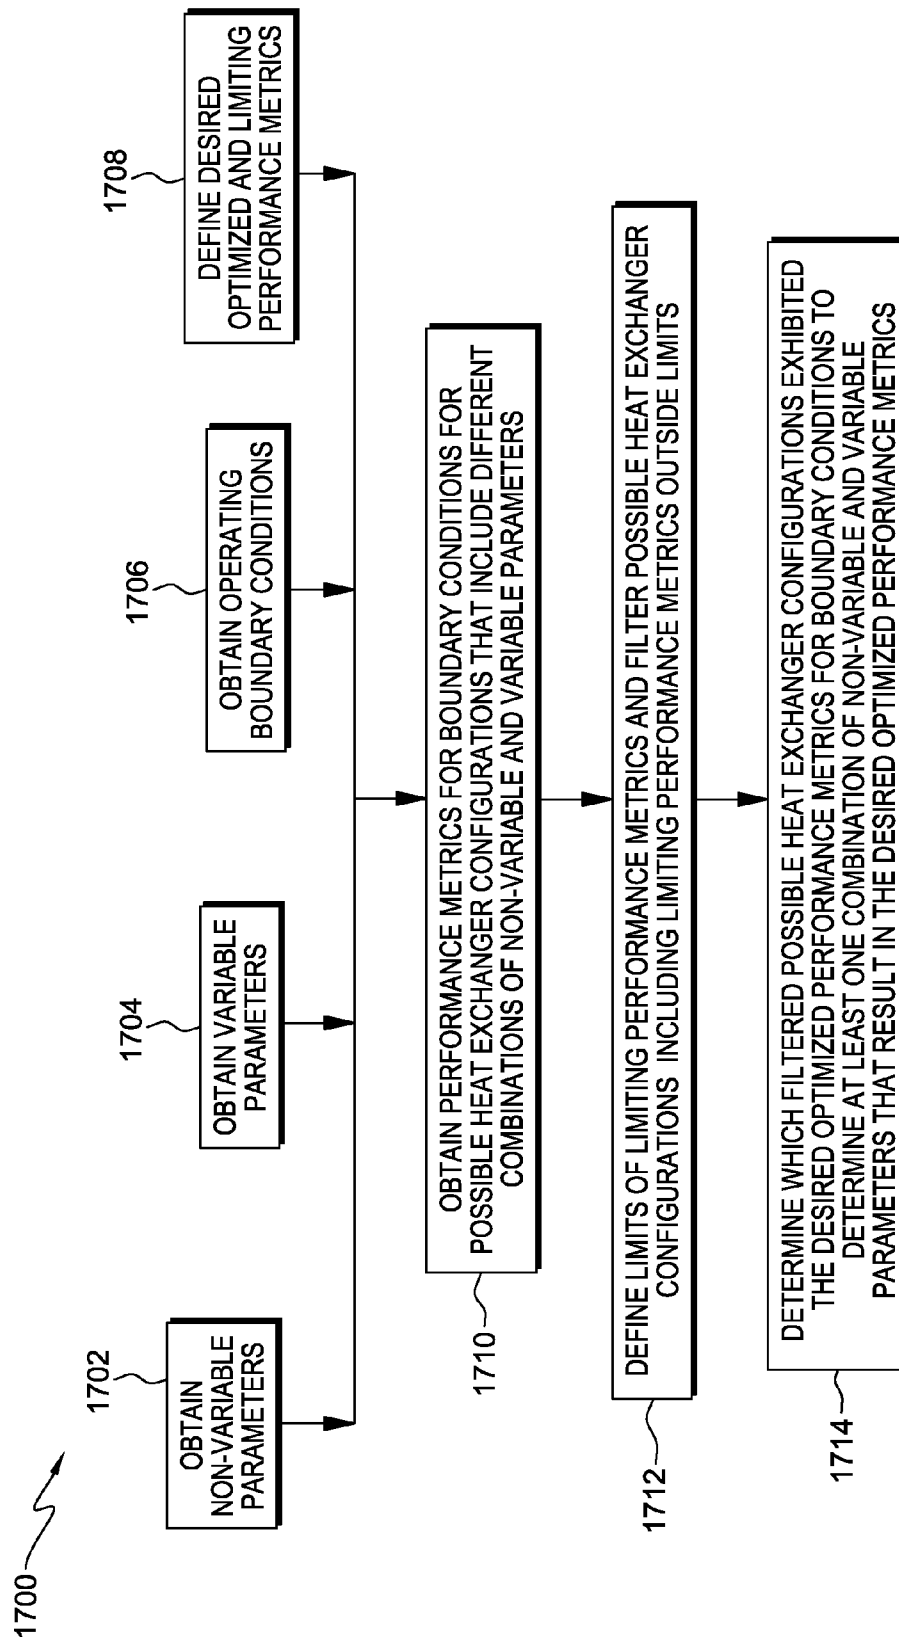 1700
1702
OBTAIN
NON-VARIABLE
PARAMETERS
1704
OBTAIN VARIABLE
PARAMETERS
1706
OBTAIN OPERATING
BOUNDARY CONDITIONS
1708
DEFINE DESIRED
OPTIMIZED AND LIMITING
PERFORMANCE METRICS
1710
OBTAIN PERFORMANCE METRICS FOR BOUNDARY CONDITIONS FOR
POSSIBLE HEAT EXCHANGER CONFIGURATIONS THAT INCLUDE DIFFERENT
COMBINATIONS OF NON-VARIABLE AND VARIABLE PARAMETERS
1712
DEFINE LIMITS OF LIMITING PERFORMANCE METRICS AND FILTER POSSIBLE HEAT EXCHANGER
CONFIGURATIONS INCLUDING LIMITING PERFORMANCE METRICS OUTSIDE LIMITS
1714
DETERMINE WHICH FILTERED POSSIBLE HEAT EXCHANGER CONFIGURATIONS EXHIBITED
THE DESIRED OPTIMIZED PERFORMANCE METRICS FOR BOUNDARY CONDITIONS TO
DETERMINE AT LEAST ONE COMBINATION OF NON-VARIABLE AND VARIABLE
PARAMETERS THAT RESULT IN THE DESIRED OPTIMIZED PERFORMANCE METRICS